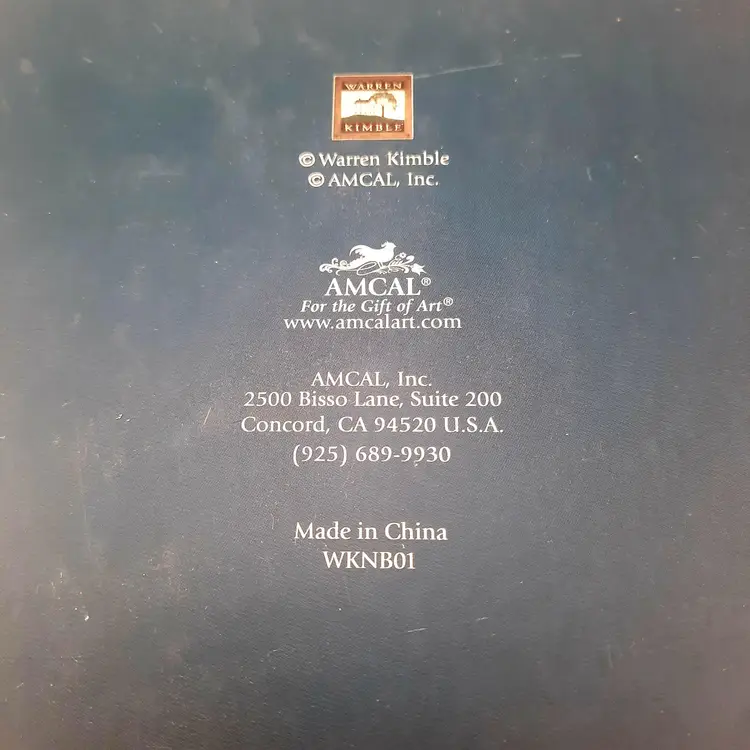 WARREN
KIMBLE
© Warren Kimble
© AMCAL, Inc.
AMCAL®
For the Gift of Art®
www.amcalart.com
AMCAL, Inc.
2500 Bisso Lane, Suite 200
Concord, CA 94520 U.S.A.
(925) 689-9930
Made in China
WKNB01